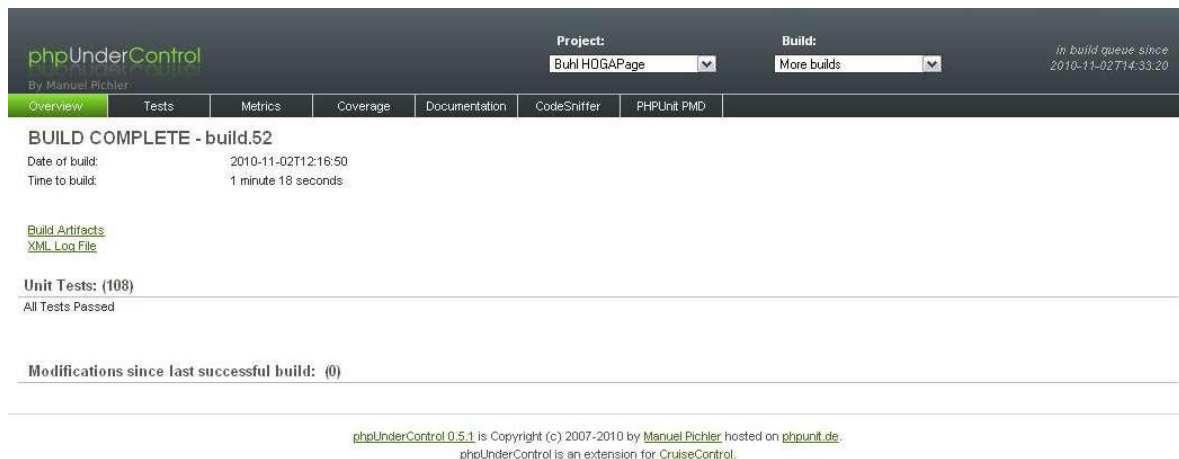 Project: Build:
phpUnderControl
By Manuel Pichler
Buhl HOGAPage More builds
in build queue since
2010-11-02T14:33:20
Overview Tests Metrics Coverage Documentation CodeSniffer PHPUnit PMD
BUILD COMPLETE - build.52
Date of build: 2010-11-02T12:16:50
Time to build: 1 minute 18 seconds
Build Artifacts
XML Log File
Unit Tests: (108)
All Tests Passed
Modifications since last successful build: (0)
phpUnderControl 0.5.1 is Copyright (c) 2007-2010 by Manuel Pichler hosted on phpunit.de.
phpUnderControl is an extension for CruiseControl.